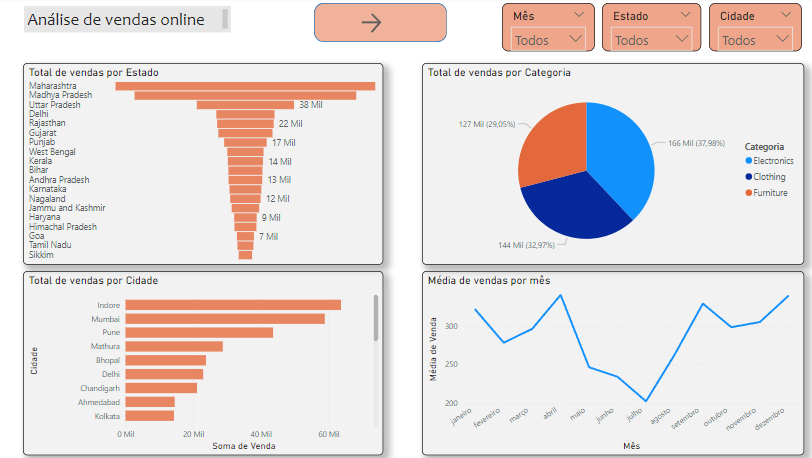 Análise de vendas online
Mês
Todos
Estado
Todos
Cidade
Todos
Total de vendas por Estado
Maharashtra
Madhya Pradesh
Uttar Pradesh 38 Mil
Delhi
Rajasthan 22 Mil
Gujarat
Punjab 17 Mil
West Bengal
Kerala 14 Mil
Bihar
Andhra Pradesh 13 Mil
Karnataka
Nagaland 12 Mil
Jammu and Kashmir
Haryana 9 Mil
Himachal Pradesh
Goa 7 Mil
Tamil Nadu
Sikkim
Total de vendas por Categoria
127 Mil (29,05%)
166 Mil (37,98%)
144 Mil (32,97%)
Categoria
Electronics
Clothing
Furniture
Total de vendas por Cidade
Cidade
Indore
Mumbai
Pune
Mathura
Bhopal
Delhi
Chandigarh
Ahmedabad
Kolkata
0 Mil 20 Mil 40 Mil 60 Mil
Soma de Venda
Média de vendas por mês
Média de Venda
300
250
200
janeiro fevereiro março abril maio junho julho agosto setembro outubro novembro dezembro
Mês